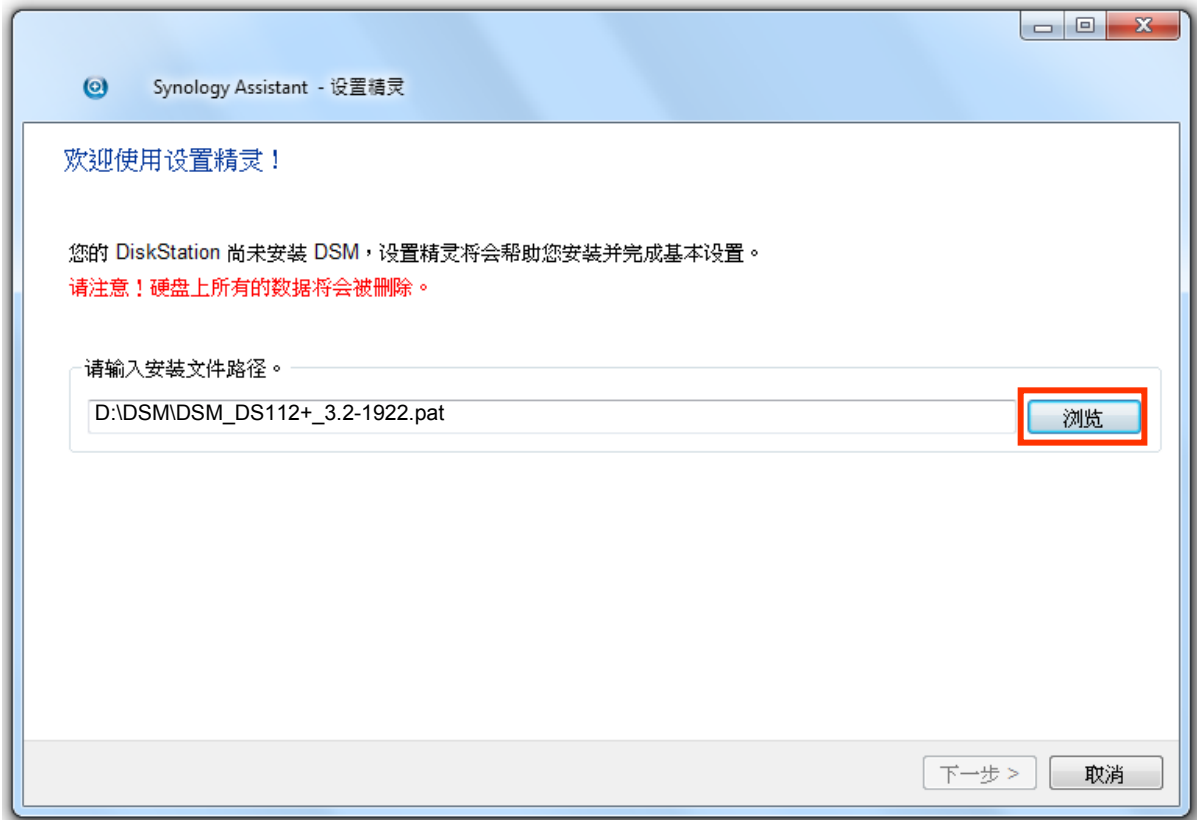 Synology Assistant - 设置精灵
欢迎使用设置精灵！
您的 DiskStation 尚未安装 DSM，设置精灵将会帮助您安装并完成基本设置。
请注意！硬盘上所有的数据将会被删除。
请输入安装文件路径。
D:\DSM\DSM_DS112+_3.2-1922.pat
浏览
下一步 >
取消